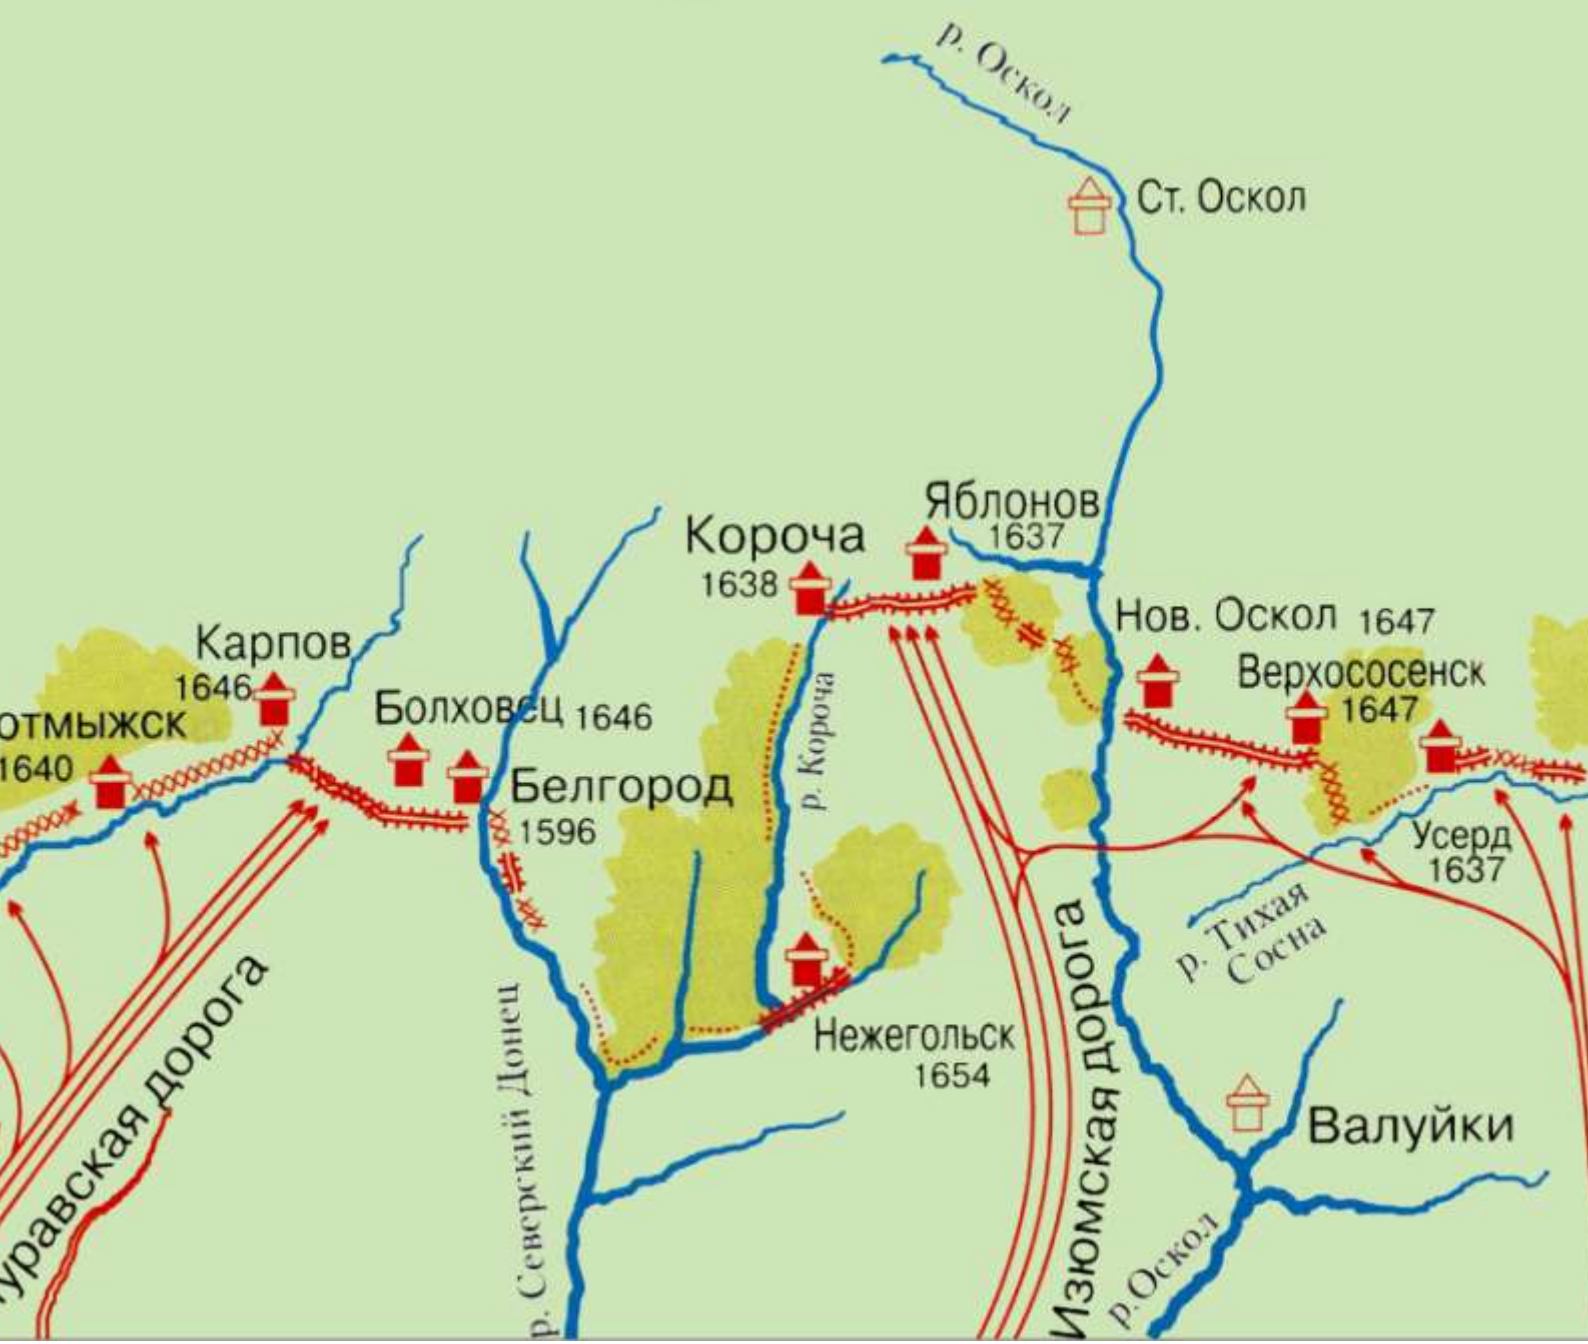 р. Оскол
Ст. Оскол
Яблонов
1637
Короча
1638
Нов. Оскол 1647
Карпов
1646
Верхососенск
1647
Болховец 1646
отмыжск
1640
р. Короча
Белгород
1596
Усерд
1637
р. Тихая
Сосна
Нежегольск
1654
уравская дорога
р. Северский Донец
Изюмская дорога
Валуйки
р.Оскол